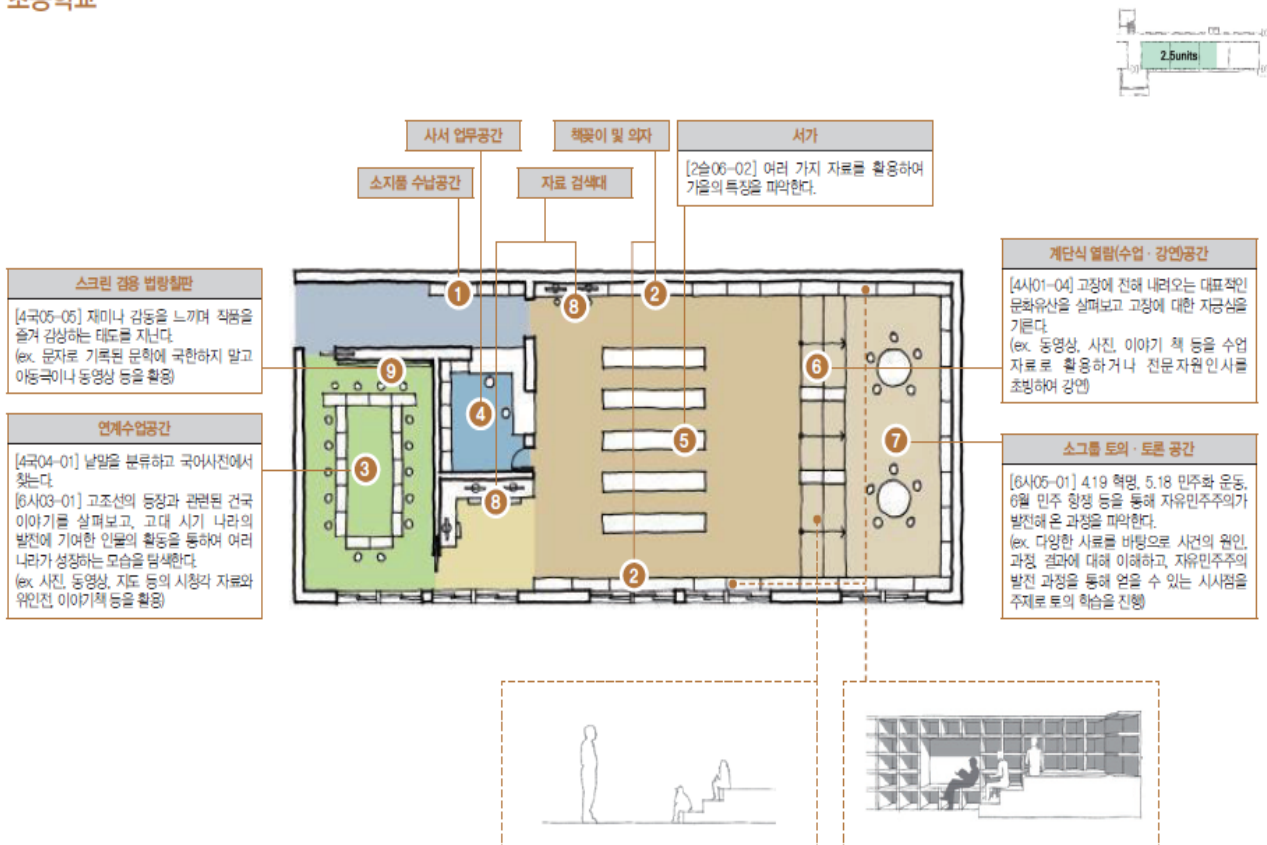 초등학교
2.5units
사서 업무공간
책꽂이 및 의자
서가
[2슬06-02] 여러 가지 자료를 활용하여
가을의 특징을 파악한다.
소지품 수납공간
자료 검색대
스크린 겸용 법랑칠판
[4국05-05] 재미나 감동을 느끼며 작품을
즐겨 감상하는 태도를 지닌다.
(ex. 문자로 기록된 문학에 국한하지 말고
아동극이나 동영상 등을 활용)
연계수업공간
[4국04-01] 낱말을 분류하고 국어사전에서
찾는다.
[6사03-01] 고조선의 등장과 관련된 건국
이야기를 살펴보고, 고대 시기 나라의
발전에 기여한 인물의 활동을 통하여 여러
나라가 성장하는 모습을 탐색한다.
(ex. 사진, 동영상, 지도 등의 시청각 자료와
위인전, 이야기책 등을 활용)
1
8
2
9
4
3
5
6
7
8
2
계단식 열람(수업 · 강연)공간
[4사01-04] 고장에 전해 내려오는 대표적인
문화유산을 살펴보고 고장에 대한 자긍심을
기른다.
(ex. 동영상, 사진, 이야기 책 등을 수업
자료로 활용하거나 전문자원인사를
초빙하여 강연)
소그룹 토의 · 토론 공간
[6사05-01] 4.19 혁명, 5.18 민주화 운동,
6월 민주 항쟁 등을 통해 자유민주주의가
발전해 온 과정을 파악한다.
(ex. 다양한 사료를 바탕으로 사건의 원인,
과정, 결과에 대해 이해하고, 자유민주주의
발전 과정을 통해 얻을 수 있는 시사점을
주제로 토의 학습을 진행)